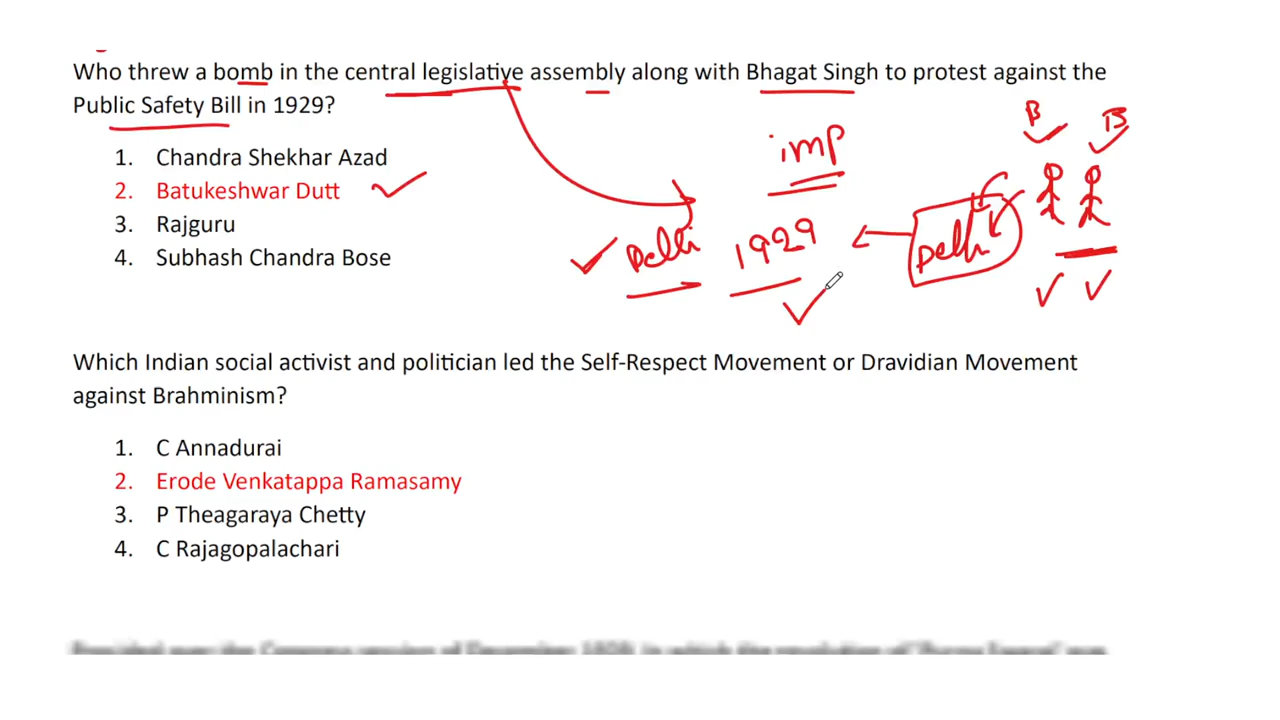 Who threw a bomb in the central legislative assembly along with Bhagat Singh to protest against the
Public Safety Bill in 1929?
B B
imp
1. Chandra Shekhar Azad
2. Batukeshwar Dutt
3. Rajguru
4. Subhash Chandra Bose
Delhi 1929 Delhi
Which Indian social activist and politician led the Self-Respect Movement or Dravidian Movement
against Brahminism?
1. C Annadurai
2. Erode Venkatappa Ramasamy
3. P Theagaraya Chetty
4. C Rajagopalachari